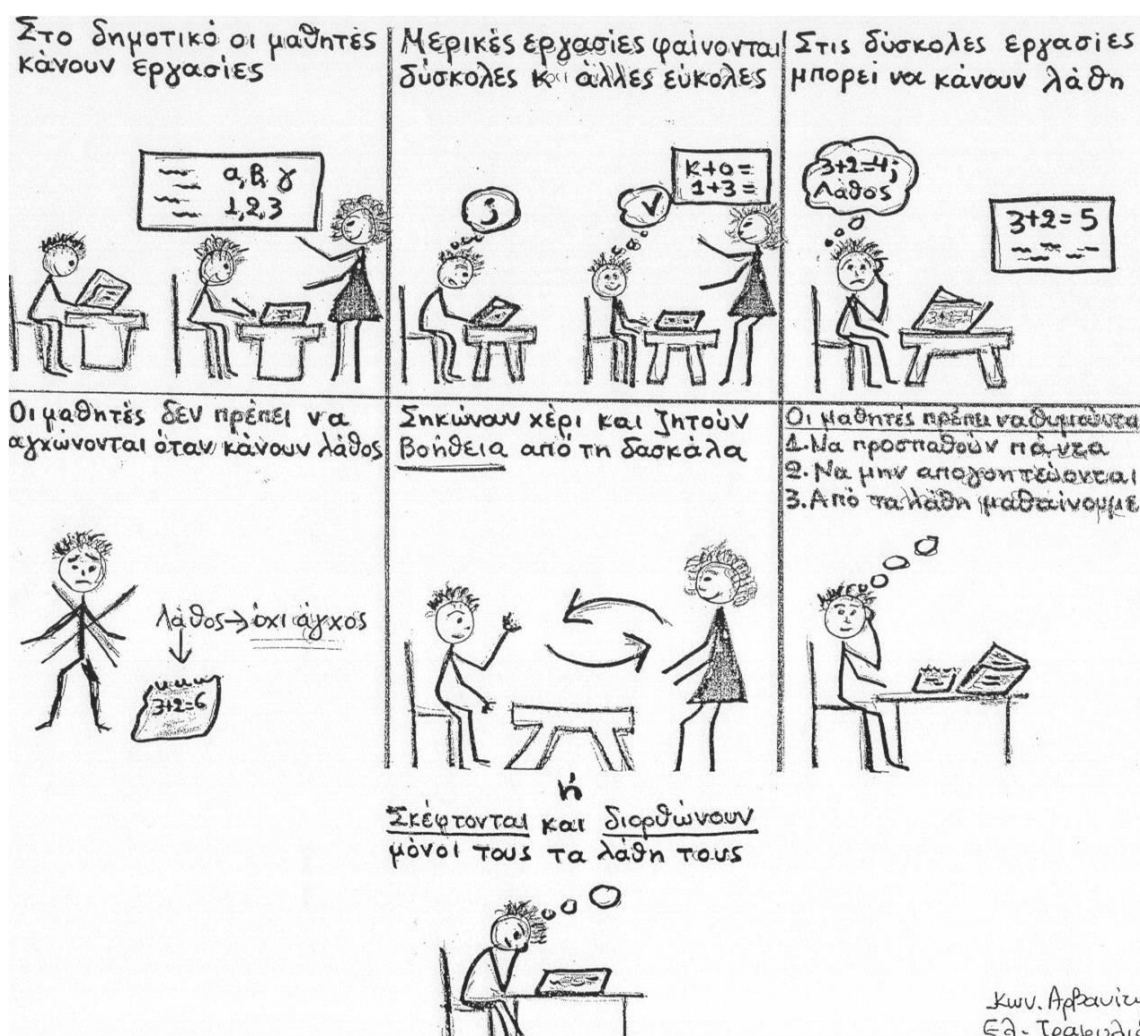 Στο δημοτικό οι μαθητές
κάνουν εργασίες
α, β, γ
1, 2, 3
Μερικές εργασίες φαίνονται
δύσκολες και άλλες εύκολες
;
✓
κ+ο=
1+3=
Στις δύσκολες εργασίες
μπορεί να κάνουν λάθη
3+2=4;
Λάθος
3+2=5
Οι μαθητές δεν πρέπει να
αγχώνονται όταν κάνουν λάθος
Λάθος→όχι άγχος
3+2=6
Σηκώνουν χέρι και ζητούν
βοήθεια από τη δασκάλα
ή
Σκέφτονται και διορθώνουν
μόνοι τους τα λάθη τους
Οι μαθητές πρέπει να θυμούνται
1. Να προσπαθούν πάντα
2. Να μην απογοητεύονται
3. Από τα λάθη μαθαίνουμε
Κων.
Ελ.